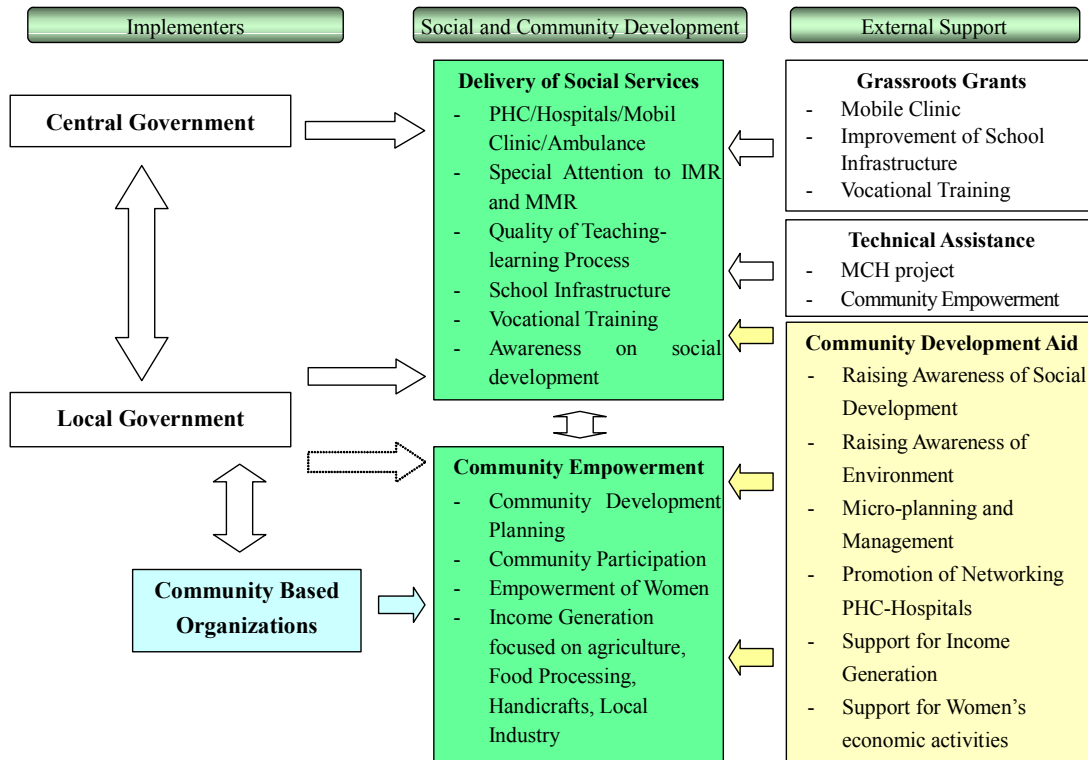 Implementers
Social and Community Development
External Support
Central Government
Local Government
Community Based
Organizations
Delivery of Social Services
- PHC/Hospitals/Mobil
Clinic/Ambulance
- Special Attention to IMR
and MMR
- Quality of Teaching-
learning Process
- School Infrastructure
- Vocational Training
- Awareness on social
development
Community Empowerment
- Community Development
Planning
- Community Participation
- Empowerment of Women
- Income Generation
focused on agriculture,
Food Processing,
Handicrafts, Local
Industry
Grassroots Grants
- Mobile Clinic
- Improvement of School
Infrastructure
- Vocational Training
Technical Assistance
- MCH project
- Community Empowerment
Community Development Aid
- Raising Awareness of Social
Development
- Raising Awareness of
Environment
- Micro-planning and
Management
- Promotion of Networking
PHC-Hospitals
- Support for Income
Generation
- Support for Women's
economic activities